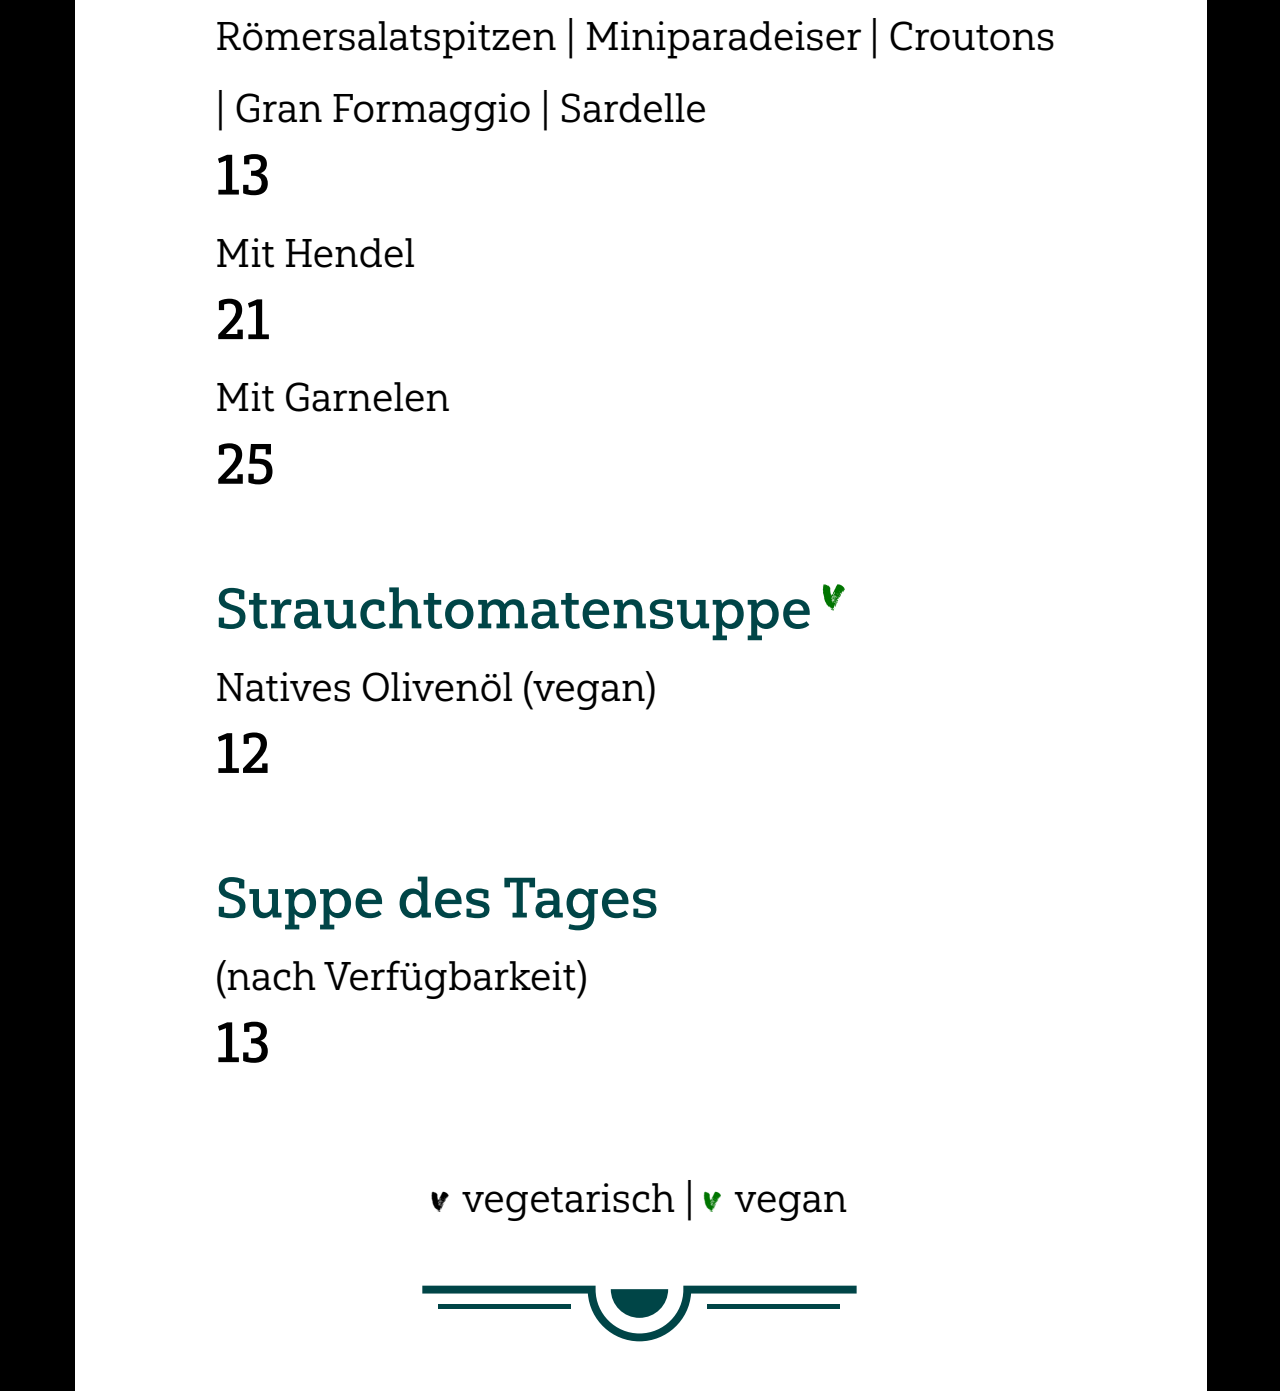 Römersalatspitzen | Miniparadeiser | Croutons
| Gran Formaggio | Sardelle
13
Mit Hendel
21
Mit Garnelen
25
Strauchtomatensuppe
Natives Olivenöl (vegan)
12
Suppe des Tages
(nach Verfügbarkeit)
13
vegetarisch | vegan